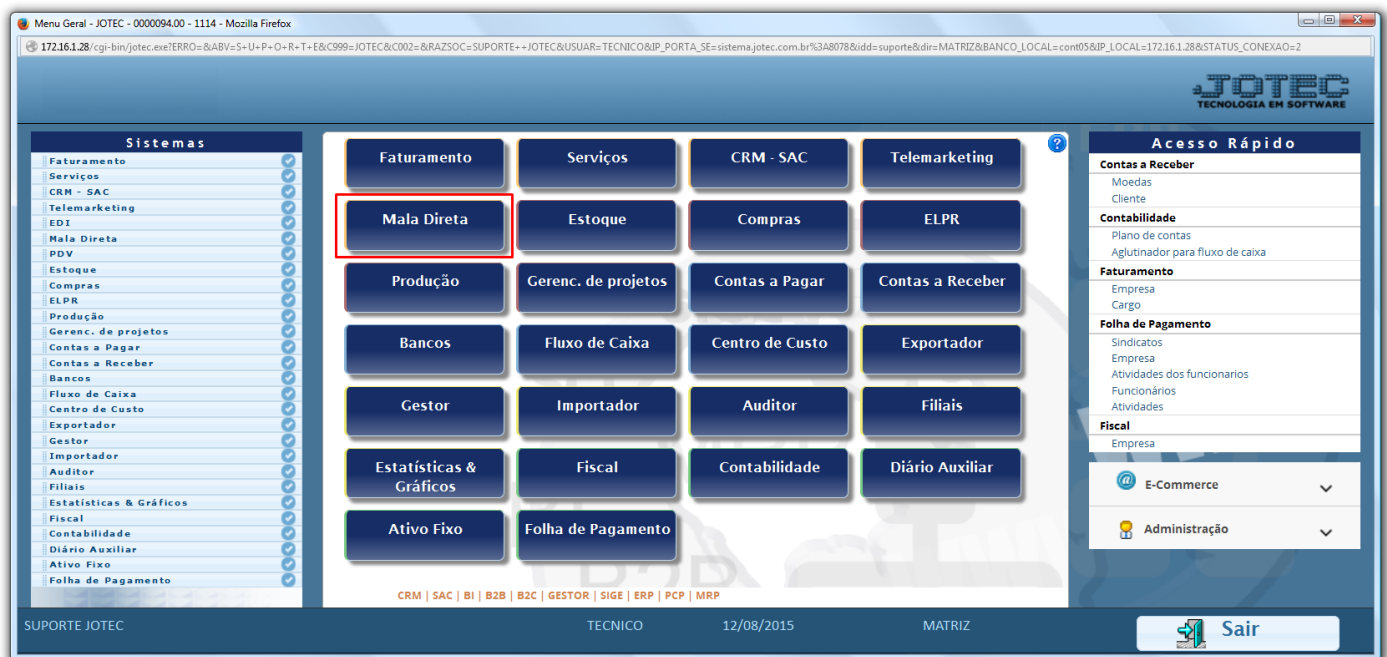 Menu Geral - JOTEC - 0000094.00 - 1114 - Mozilla Firefox
172.16.1.28/cgi-bin/jotec.exe?ERRO=&ABV=S+U+P+O+R+T+E&C999=JOTEC&C002=&RAZSOC=SUPORTE++JOTEC&USUAR=TECNICO&IP_PORTA_SE=sistema.jotec.com.br%3A8078&idd=suporte&dir=MATRIZ&BANCO_LOCAL=cont05&IP_LOCAL=172.16.1.28&STATUS_CONEXAO=2
JOTEC
TECNOLOGIA EM SOFTWARE
Sistemas
Faturamento
Serviços
CRM - SAC
Telemarketing
EDI
Mala Direta
PDV
Estoque
Compras
ELPR
Produção
Gerenc. de projetos
Contas a Pagar
Contas a Receber
Bancos
Fluxo de Caixa
Centro de Custo
Exportador
Gestor
Importador
Auditor
Filiais
Estatísticas & Gráficos
Fiscal
Contabilidade
Diário Auxiliar
Ativo Fixo
Folha de Pagamento
Faturamento Serviços CRM - SAC Telemarketing
Mala Direta Estoque Compras ELPR
Produção Gerenc. de projetos Contas a Pagar Contas a Receber
Bancos Fluxo de Caixa Centro de Custo Exportador
Gestor Importador Auditor Filiais
Estatísticas & Gráficos Fiscal Contabilidade Diário Auxiliar
Ativo Fixo Folha de Pagamento
B2B
CRM | SAC | BI | B2B | B2C | GESTOR | SIGE | ERP | PCP | MRP
?
Acesso Rápido
Contas a Receber
Moedas
Cliente
Contabilidade
Plano de contas
Aglutinador para fluxo de caixa
Faturamento
Empresa
Cargo
Folha de Pagamento
Sindicatos
Empresa
Atividades dos funcionarios
Funcionários
Atividades
Fiscal
Empresa
@ E-Commerce
Administração
SUPORTE JOTEC TECNICO 12/08/2015 MATRIZ Sair